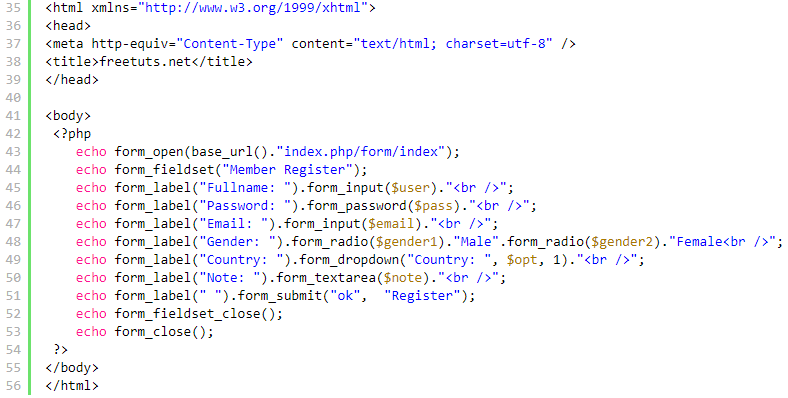 35 <html xmlns="http://www.w3.org/1999/xhtml">
36 <head>
37 <meta http-equiv="Content-Type" content="text/html; charset=utf-8" />
38 <title>freetuts.net</title>
39 </head>
40
41 <body>
42  <?php
43     echo form_open(base_url()."index.php/form/index");
44     echo form_fieldset("Member Register");
45     echo form_label("Fullname: ").form_input($user)."<br />";
46     echo form_label("Password: ").form_password($pass)."<br />";
47     echo form_label("Email: ").form_input($email)."<br />";
48     echo form_label("Gender: ").form_radio($gender1)."Male".form_radio($gender2)."Female<br />";
49     echo form_label("Country: ").form_dropdown("Country: ", $opt, 1)."<br />";
50     echo form_label("Note: ").form_textarea($note)."<br />";
51     echo form_label(" ").form_submit("ok",  "Register");
52     echo form_fieldset_close();
53     echo form_close();
54  ?>
55 </body>
56 </html>